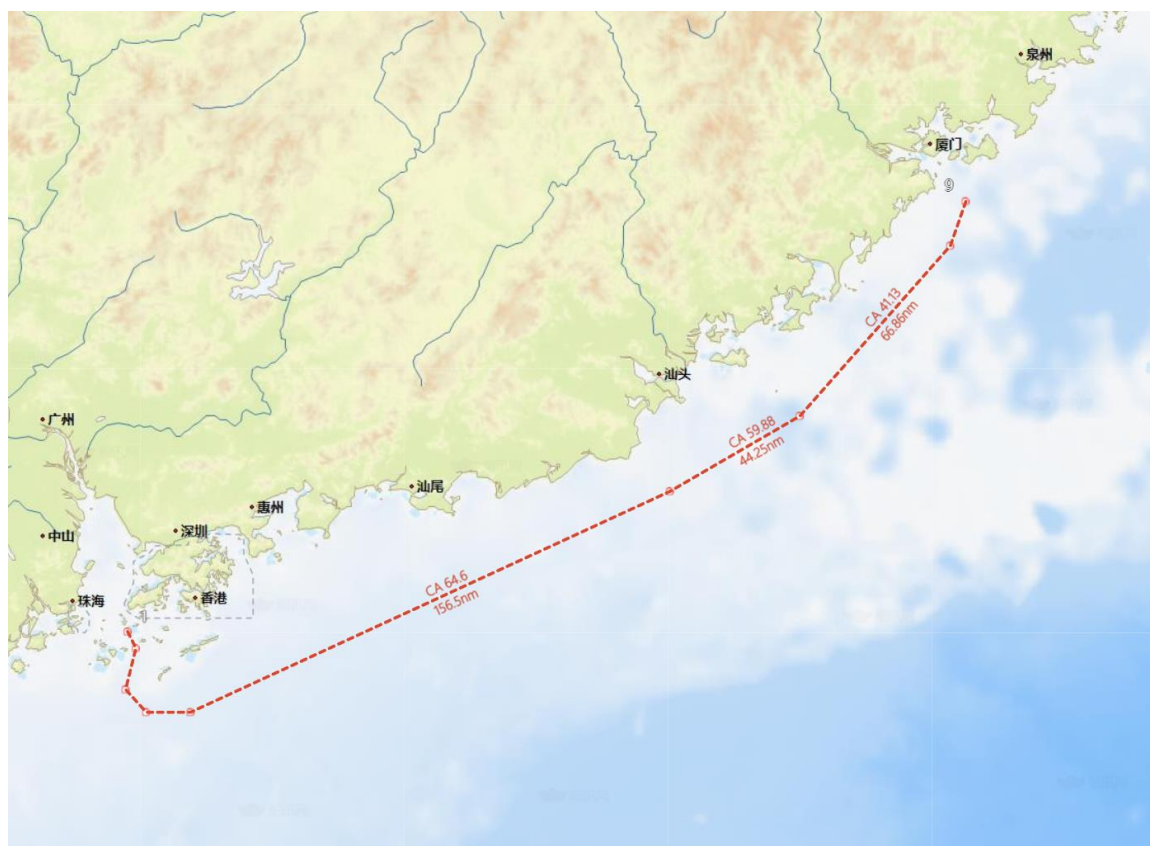 泉州
厦门
9
CA 41.13
66.86nm
汕头
广州
CA 59.88
44.25nm
汕尾
惠州
深圳
中山
CA 64.6
156.5nm
珠海
香港
1